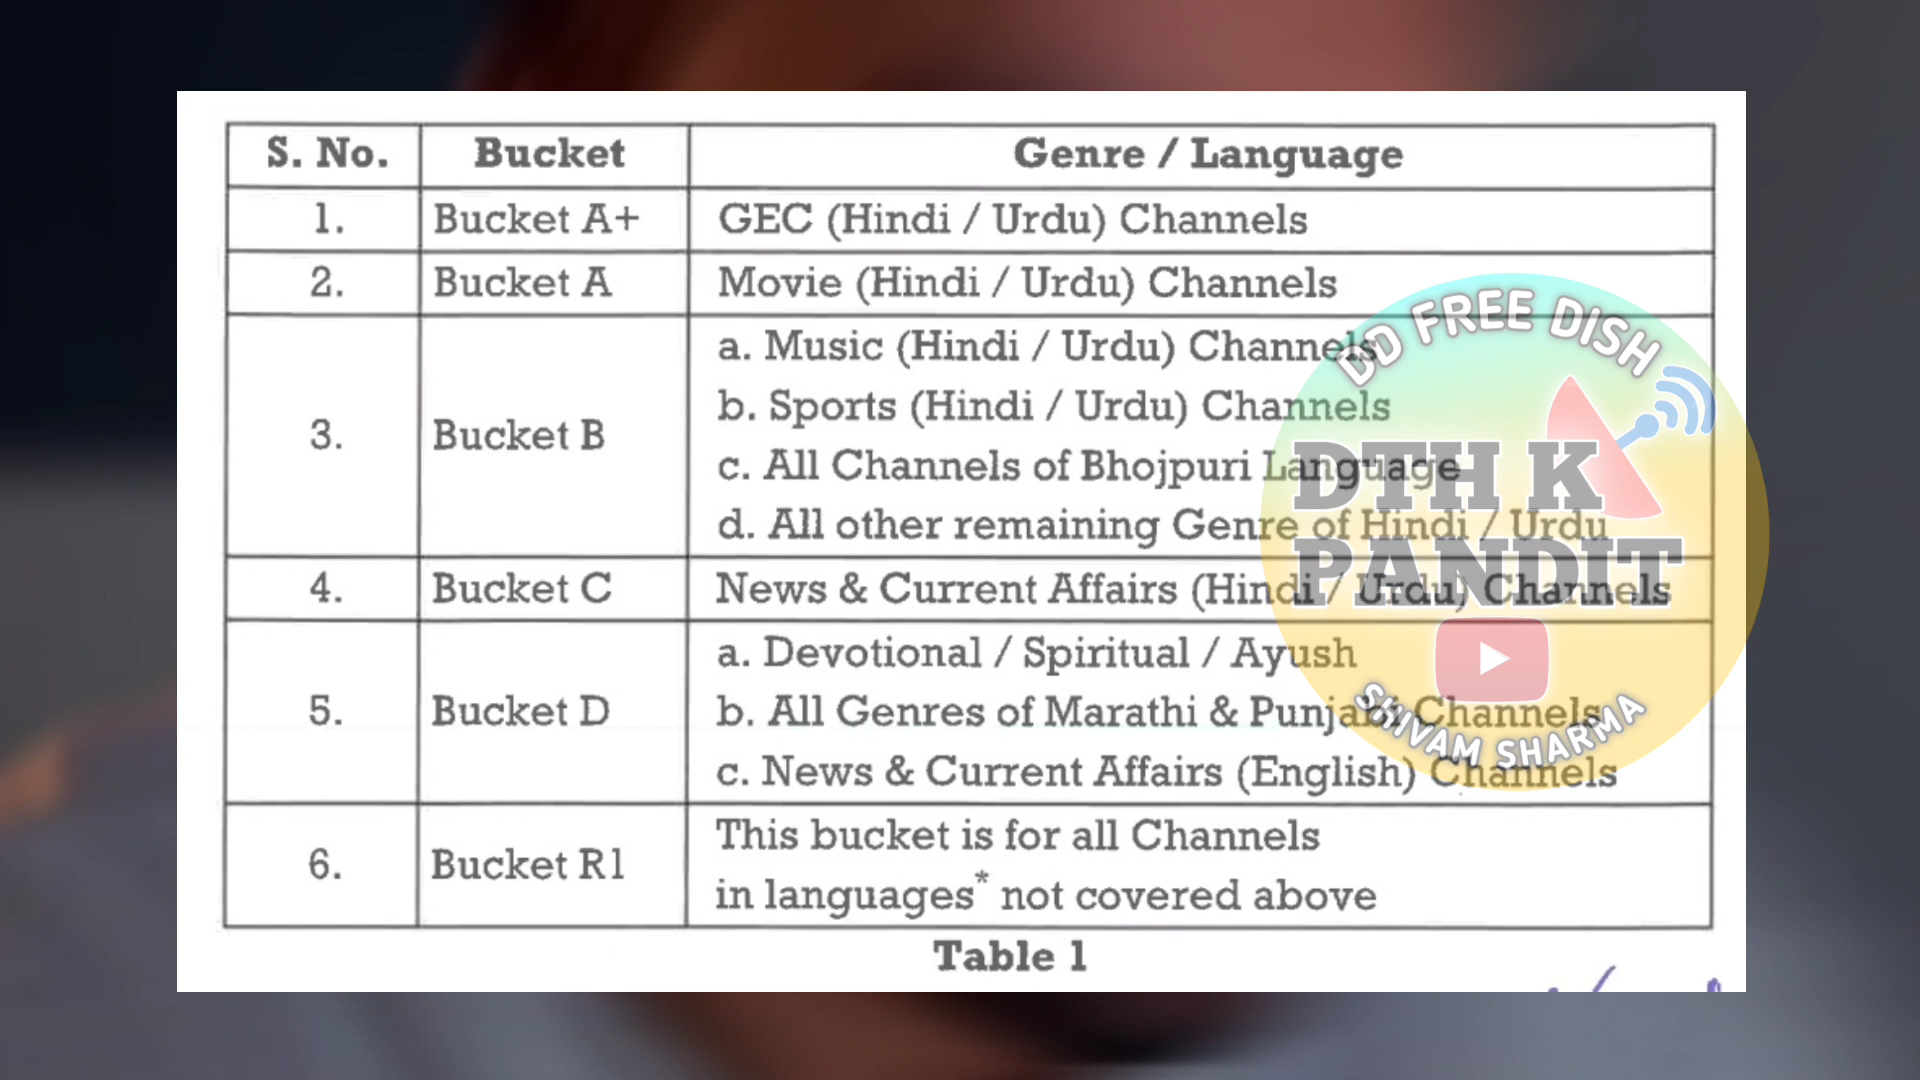 S. No. Bucket Genre / Language
1. Bucket A+ GEC (Hindi / Urdu) Channels
2. Bucket A Movie (Hindi / Urdu) Channels
3. Bucket B
a. Music (Hindi / Urdu) Channels
b. Sports (Hindi / Urdu) Channels
c. All Channels of Bhojpuri Language
d. All other remaining Genre of Hindi / Urdu
4. Bucket C News & Current Affairs (Hindi / Urdu) Channels
5. Bucket D
a. Devotional / Spiritual / Ayush
b. All Genres of Marathi & Punjabi Channels
c. News & Current Affairs (English) Channels
6. Bucket R1
This bucket is for all Channels
in languages* not covered above
Table 1
DD FREE DISH
DTH K
PANDIT
SHIVAM SHARMA